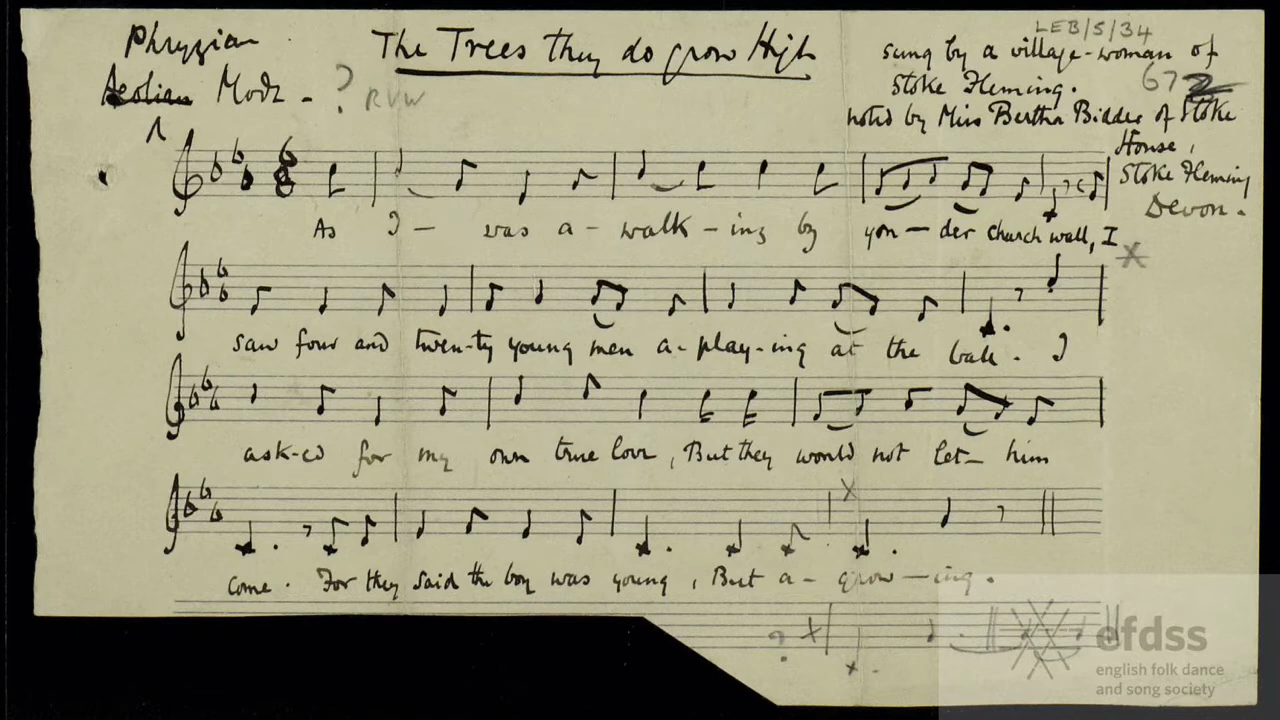 LEB/5/34
Phrygian
The Trees they do grow High
sung by a village-woman of
Aeolian Mode - ? RVW
Stoke Fleming.
672
noted by Miss Bertha Bidder of Stoke
House,
Stoke Fleming
Devon.
6
8
As I — was a - walk - ing by yon — der church wall, I
X
saw four and twen-ty young men a-play-ing at the ball. I
ask-ed for my own true love, But they would not let - him
x
come. For they said the boy was young, But a - grow - ing.
? x
efdss
english folk dance
and song society